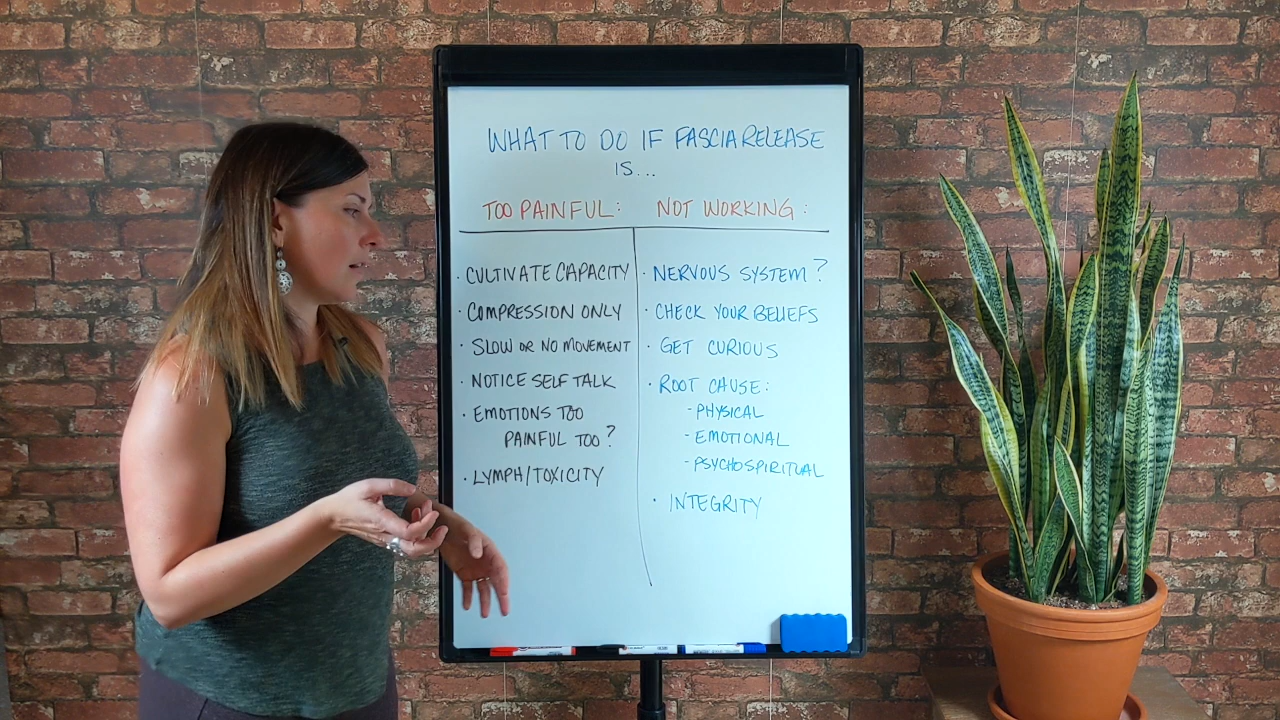 WHAT TO DO IF FASCIA RELEASE
IS...
TOO PAINFUL:
· CULTIVATE CAPACITY
· COMPRESSION ONLY
· SLOW OR NO MOVEMENT
· NOTICE SELF TALK
· EMOTIONS TOO
PAINFUL TOO?
· LYMPH/TOXICITY
NOT WORKING:
· NERVOUS SYSTEM?
· CHECK YOUR BELIEFS
· GET CURIOUS
· ROOT CAUSE:
- PHYSICAL
- EMOTIONAL
- PSYCHOSPIRITUAL
· INTEGRITY